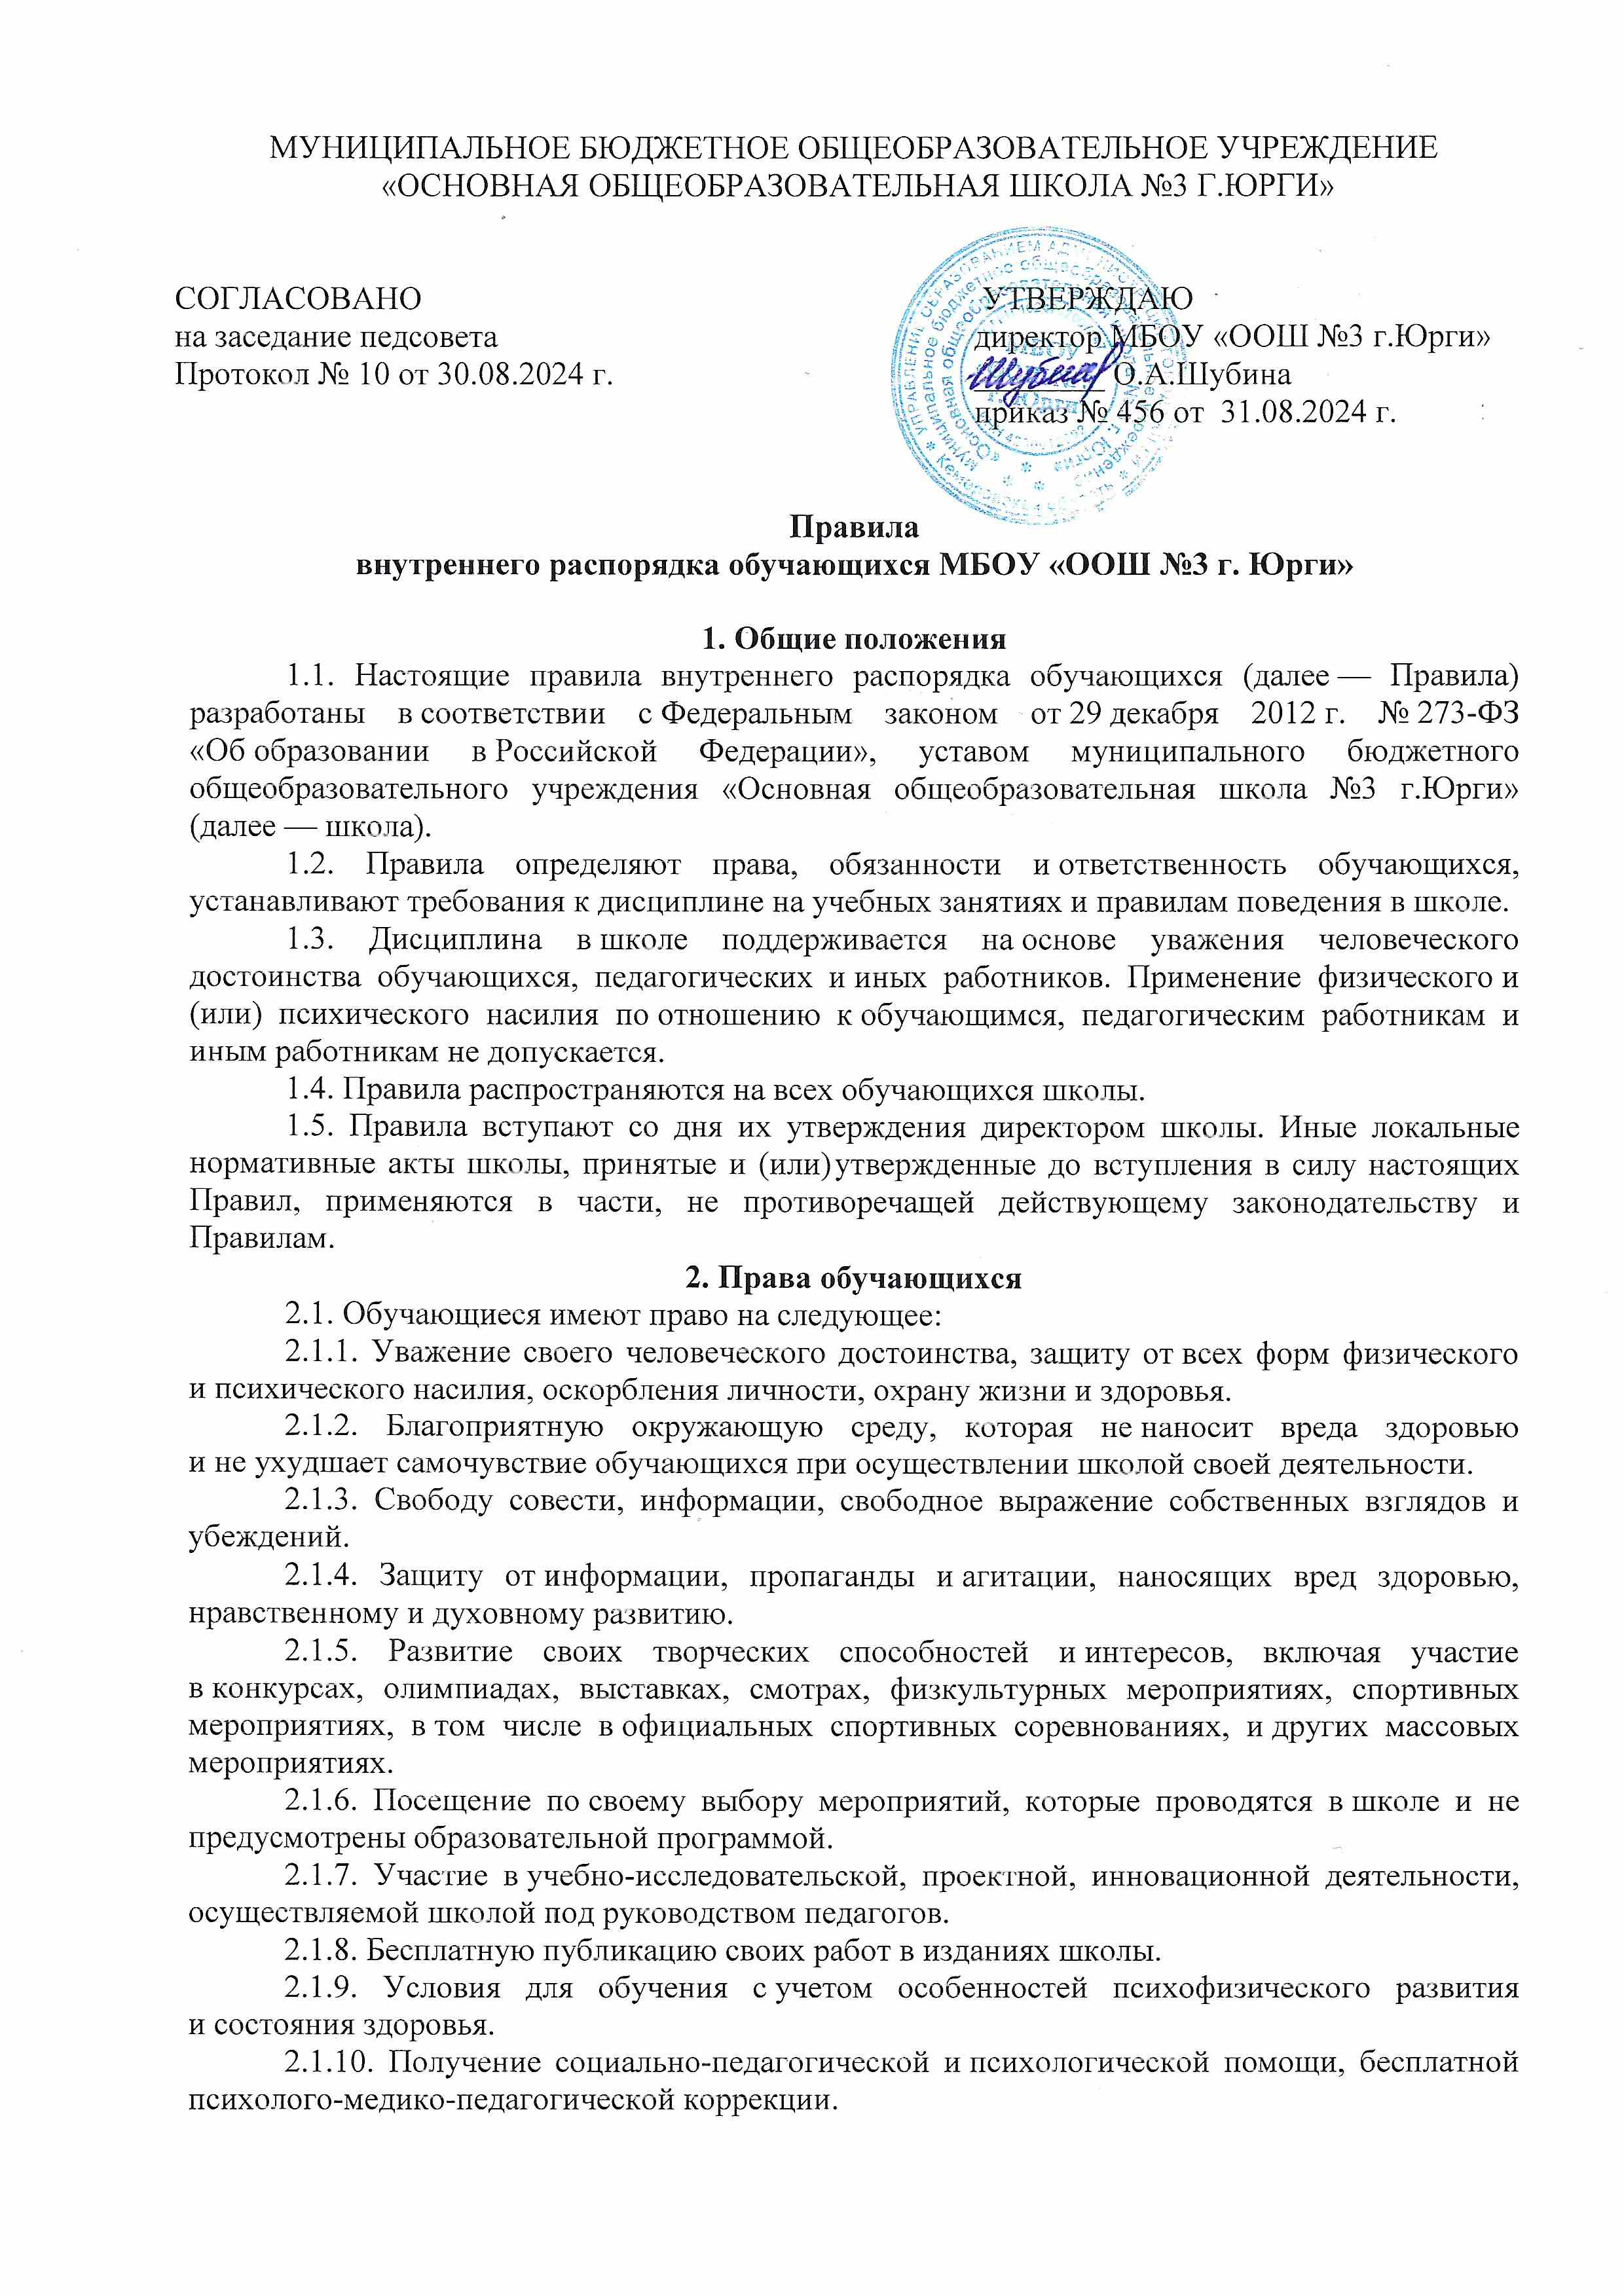 МУНИЦИПАЛЬНОЕ БЮДЖЕТНОЕ ОБЩЕОБРАЗОВАТЕЛЬНОЕ УЧРЕЖДЕНИЕ
«ОСНОВНАЯ ОБЩЕОБРАЗОВАТЕЛЬНАЯ ШКОЛА №3 Г.ЮРГИ»
СОГЛАСОВАНО
на заседание педсовета
Протокол № 10 от 30.08.2024 г.
УТВЕРЖДАЮ
директор МБОУ «ООШ №3 г.Юрги»
Шубина О.А.Шубина
приказ № 456 от 31.08.2024 г.
Правила
внутреннего распорядка обучающихся МБОУ «ООШ №3 г. Юрги»
1. Общие положения
1.1. Настоящие правила внутреннего распорядка обучающихся (далее — Правила)
разработаны в соответствии с Федеральным законом от 29 декабря 2012 г. № 273-ФЗ
«Об образовании в Российской Федерации», уставом муниципального бюджетного
общеобразовательного учреждения «Основная общеобразовательная школа №3 г.Юрги»
(далее — школа).
1.2. Правила определяют права, обязанности и ответственность обучающихся,
устанавливают требования к дисциплине на учебных занятиях и правилам поведения в школе.
1.3. Дисциплина в школе поддерживается на основе уважения человеческого
достоинства обучающихся, педагогических и иных работников. Применение физического и
(или) психического насилия по отношению к обучающимся, педагогическим работникам и
иным работникам не допускается.
1.4. Правила распространяются на всех обучающихся школы.
1.5. Правила вступают со дня их утверждения директором школы. Иные локальные
нормативные акты школы, принятые и (или)утвержденные до вступления в силу настоящих
Правил, применяются в части, не противоречащей действующему законодательству и
Правилам.
2. Права обучающихся
2.1. Обучающиеся имеют право на следующее:
2.1.1. Уважение своего человеческого достоинства, защиту от всех форм физического
и психического насилия, оскорбления личности, охрану жизни и здоровья.
2.1.2. Благоприятную окружающую среду, которая не наносит вреда здоровью
и не ухудшает самочувствие обучающихся при осуществлении школой своей деятельности.
2.1.3. Свободу совести, информации, свободное выражение собственных взглядов и
убеждений.
2.1.4. Защиту от информации, пропаганды и агитации, наносящих вред здоровью,
нравственному и духовному развитию.
2.1.5. Развитие своих творческих способностей и интересов, включая участие
в конкурсах, олимпиадах, выставках, смотрах, физкультурных мероприятиях, спортивных
мероприятиях, в том числе в официальных спортивных соревнованиях, и других массовых
мероприятиях.
2.1.6. Посещение по своему выбору мероприятий, которые проводятся в школе и не
предусмотрены образовательной программой.
2.1.7. Участие в учебно-исследовательской, проектной, инновационной деятельности,
осуществляемой школой под руководством педагогов.
2.1.8. Бесплатную публикацию своих работ в изданиях школы.
2.1.9. Условия для обучения с учетом особенностей психофизического развития
и состояния здоровья.
2.1.10. Получение социально-педагогической и психологической помощи, бесплатной
психолого-медико-педагогической коррекции.